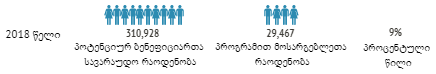 2018 წელი
310,928
პოტენციურ ბენეფიციართა
სავარაუდო რაოდენობა
29,467
პროგრამით მოსარგებლეთა
რაოდენობა
9%
პროცენტული
წილი